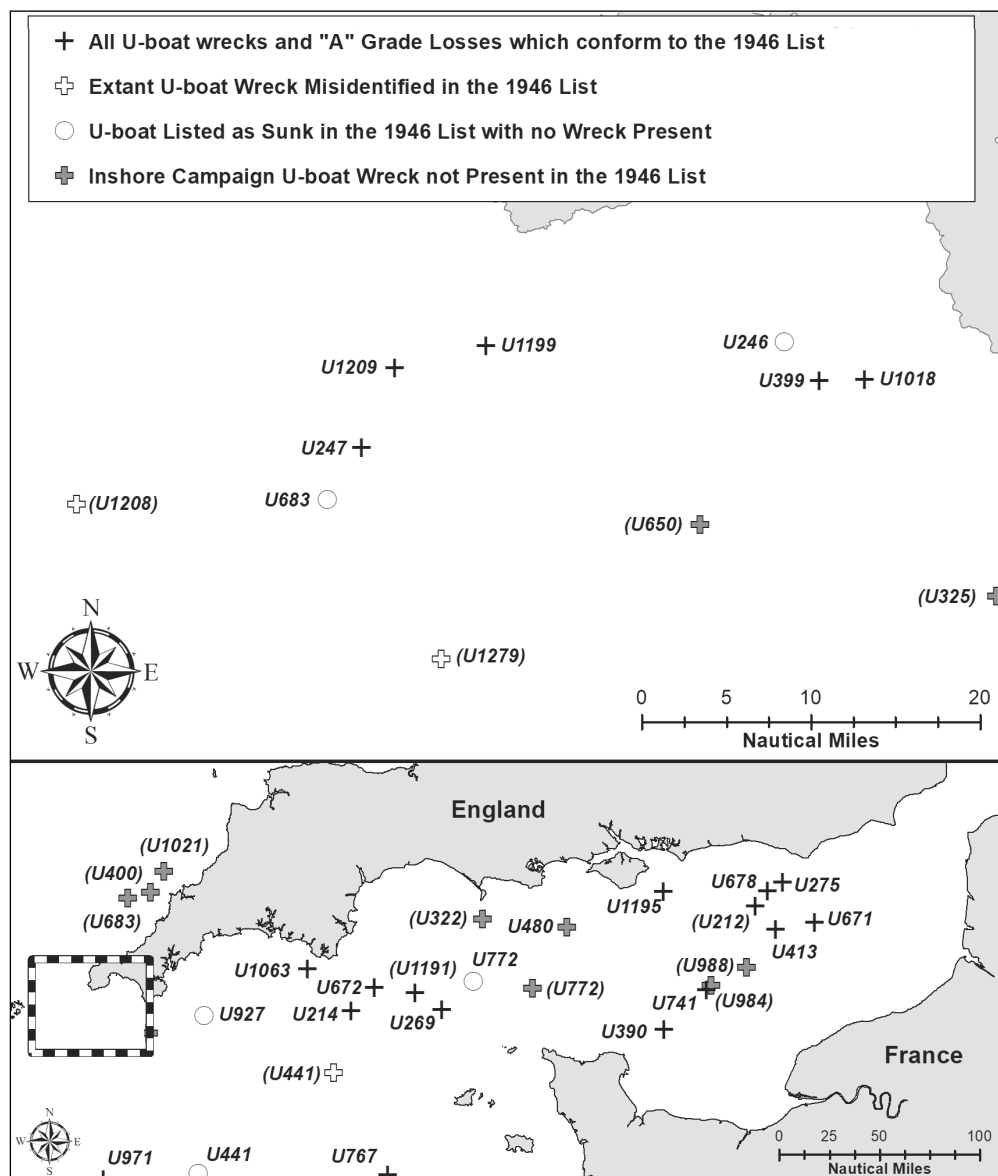 All U-boat wrecks and "A" Grade Losses which conform to the 1946 List
Extant U-boat Wreck Misidentified in the 1946 List
U-boat Listed as Sunk in the 1946 List with no Wreck Present
Inshore Campaign U-boat Wreck not Present in the 1946 List
U1199
U246
U1209
U399
U1018
U247
(U1208)
U683
(U650)
(U325)
N
W E
S
(U1279)
0 5 10 20
Nautical Miles
England
(U1021)
(U400)
(U683)
U678
U275
U1195
(U212)
U671
(U322)
U480
U413
U1063
(U1191)
U772
(U988)
U672
(U772)
U741
(U984)
U927
U214
U269
U390
France
(U441)
N
W E
S
0 25 50 100
Nautical Miles
U971
U441
U767